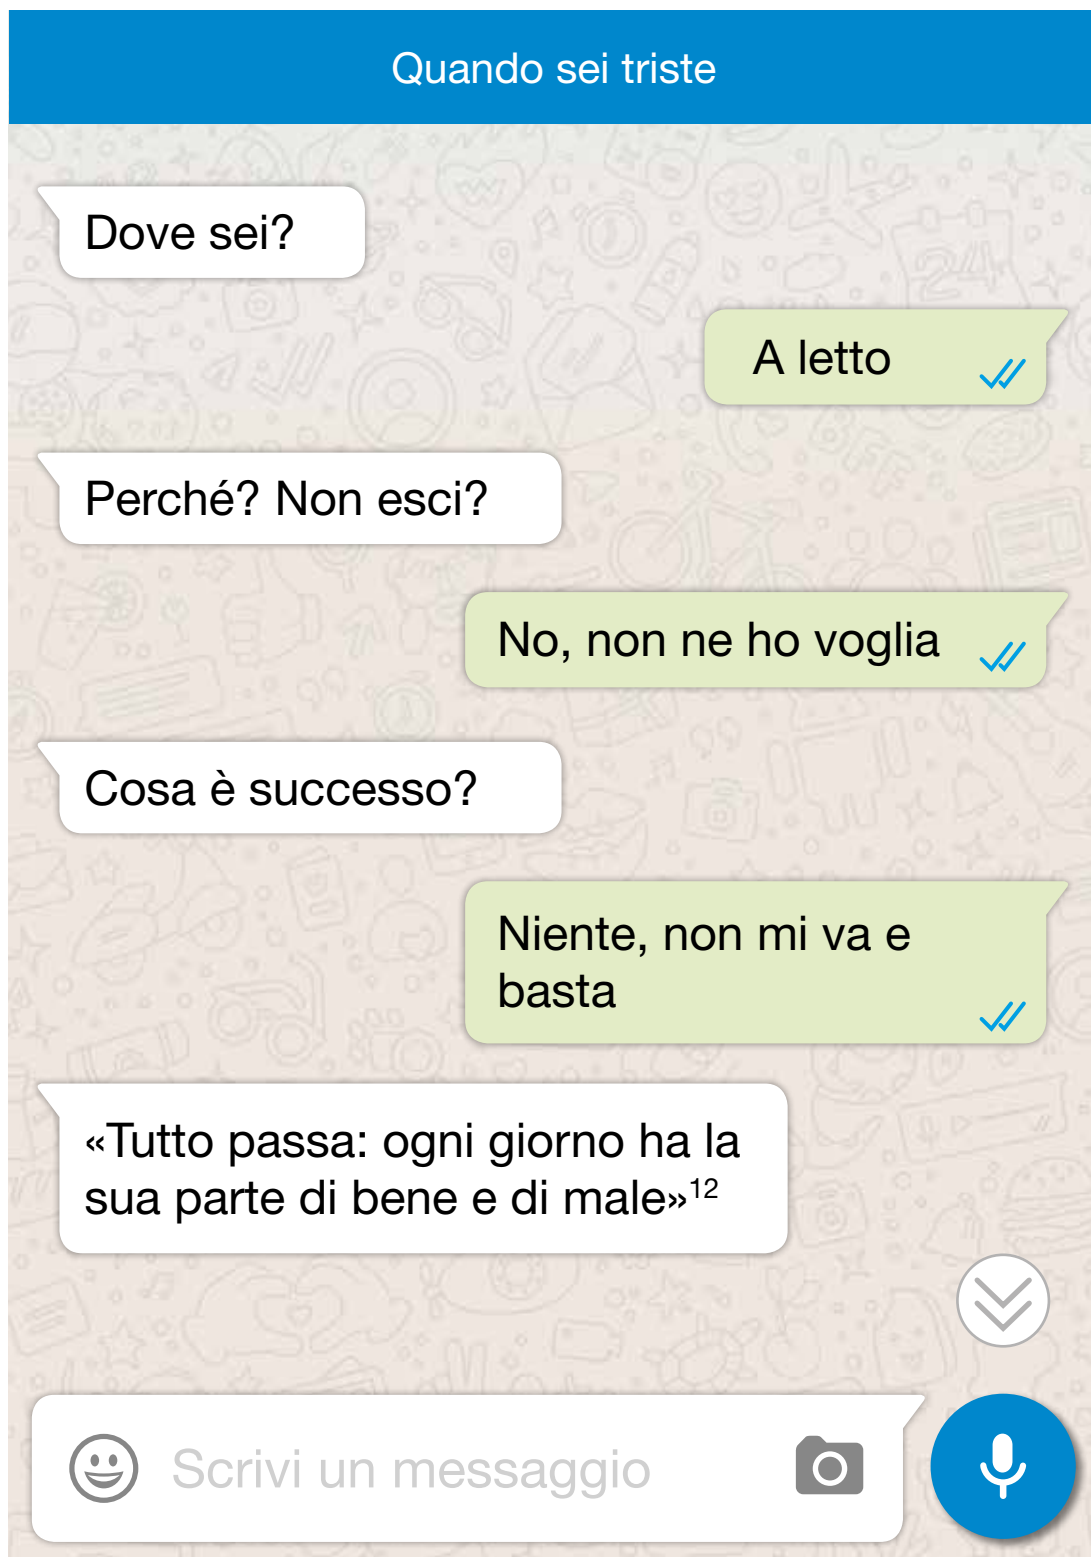 Quando sei triste
Dove sei?
A letto
Perché? Non esci?
No, non ne ho voglia
Cosa è successo?
Niente, non mi va e
basta
«Tutto passa: ogni giorno ha la
sua parte di bene e di male»¹²
Scrivi un messaggio